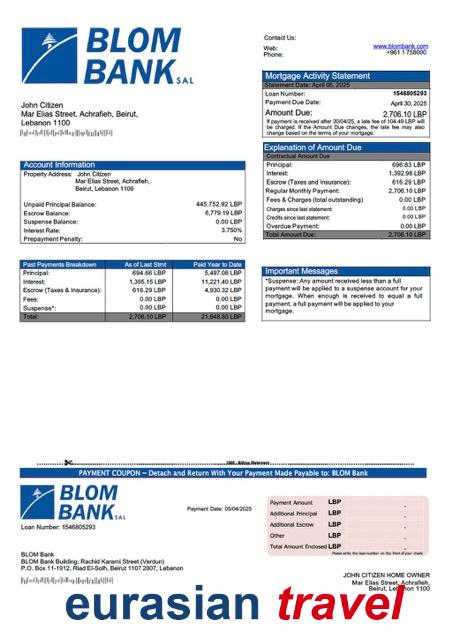 BLOM
BANK SAL
Contact Us:
Web: www.blombank.com
Phone: +961 1 758000
John Citizen
Mar Elias Street, Achrafieh, Beirut,
Lebanon 1100
Mortgage Activity Statement
Statement Date: April 05, 2025
Loan Number: 1546805293
Payment Due Date: April 30, 2025
Amount Due: 2,706.10 LBP
If payment is received after 30/04/25, a late fee of 104.49 LBP will
be charged. If the Amount Due changes, the late fee may also
change based on the terms of your mortgage.
Explanation of Amount Due
Contractual Amount Due
Principal: 696.83 LBP
Interest: 1,392.98 LBP
Escrow (Taxes and Insurance): 616.29 LBP
Regular Monthly Payment: 2,706.10 LBP
Fees & Charges (total outstanding) 0.00 LBP
Charges since last statement: 0.00 LBP
Credits since last statement: 0.00 LBP
Overdue Payment: 0.00 LBP
Total Amount Due: 2,706.10 LBP
Account Information
Property Address: John Citizen
Mar Elias Street, Achrafieh,
Beirut, Lebanon 1100
Unpaid Principal Balance: 445,752.92 LBP
Escrow Balance: 6,779.19 LBP
Suspense Balance: 0.00 LBP
Interest Rate: 3.750%
Prepayment Penalty: No
Past Payments Breakdown As of Last Stmt Paid Year to Date
Principal: 694.66 LBP 5,497.08 LBP
Interest: 1,395.15 LBP 11,221.40 LBP
Escrow (Taxes & Insurance): 616.29 LBP 4,930.32 LBP
Fees: 0.00 LBP 0.00 LBP
Suspense*: 0.00 LBP 0.00 LBP
Total: 2,706.10 LBP 21,648.80 LBP
Important Messages
*Suspense: Any amount received less than a full
payment will be applied to a suspense account for your
mortgage. When enough is received to equal a full
payment, a full payment will be applied to your
mortgage.
Billing Statement
PAYMENT COUPON – Detach and Return With Your Payment Made Payable to: BLOM Bank
BLOM
BANK SAL
Loan Number: 1546805293
Payment Date: 05/04/2025
Payment Amount LBP .
Additional Principal LBP .
Additional Escrow LBP .
Other LBP .
Total Amount Enclosed LBP .
Please write the loan number on the front of your check
BLOM Bank
BLOM Bank Building, Rachid Karami Street (Verdun)
P.O. Box 11-1912, Riad El-Solh, Beirut 1107 2807, Lebanon
JOHN CITIZEN HOME OWNER
Mar Elias Street, Achrafieh,
Beirut, Lebanon 1100
eurasian travel